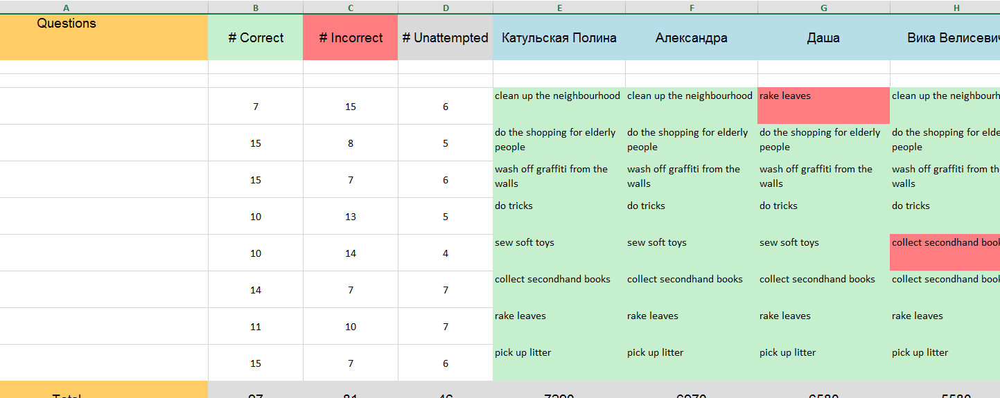 A B C D E F G H
Questions # Correct # Incorrect # Unattempted Катульская Полина Александра Даша Вика Велисевич
7 15 6 clean up the neighbourhood clean up the neighbourhood rake leaves clean up the neighbourh
15 8 5 do the shopping for elderly people do the shopping for elderly people do the shopping for elderly people do the shopping for elde people
15 7 6 wash off graffiti from the walls wash off graffiti from the walls wash off graffiti from the walls wash off graffiti from th walls
10 13 5 do tricks do tricks do tricks do tricks
10 14 4 sew soft toys sew soft toys sew soft toys collect secondhand book
14 7 7 collect secondhand books collect secondhand books collect secondhand books collect secondhand book
11 10 7 rake leaves rake leaves rake leaves rake leaves
15 7 6 pick up litter pick up litter pick up litter pick up litter
Total 97 81 46